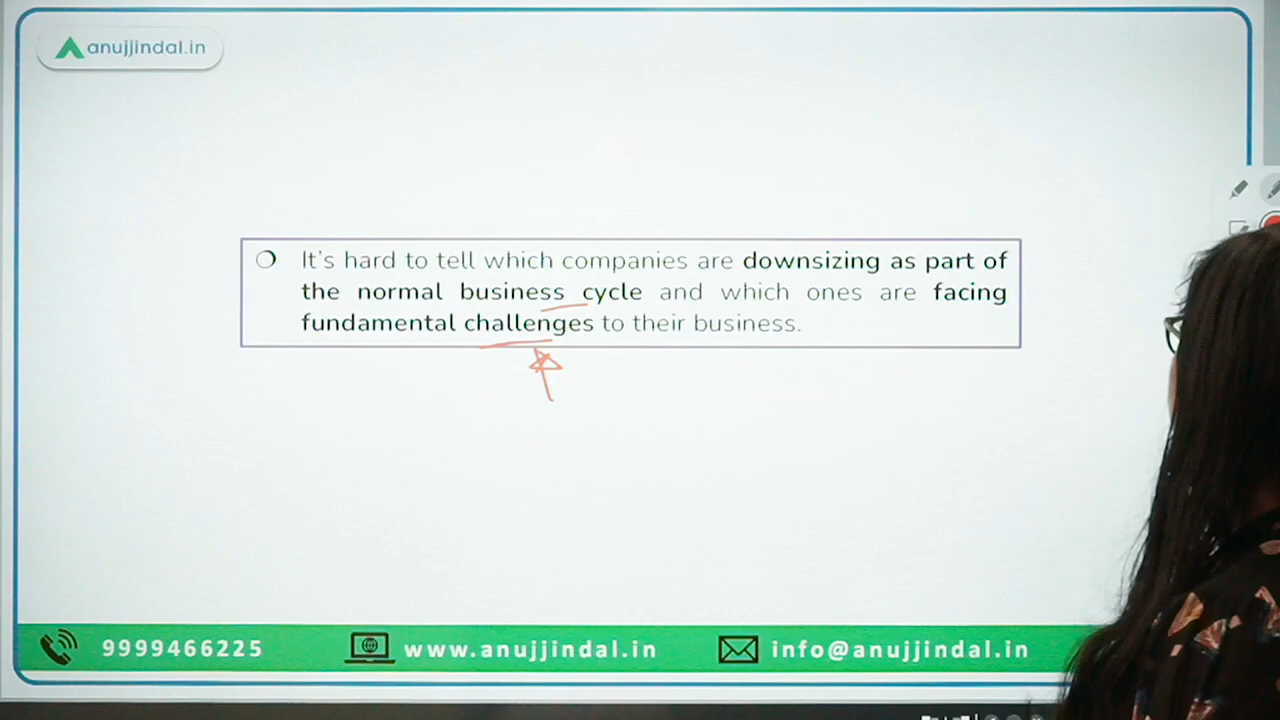 anujjindal.in
It's hard to tell which companies are downsizing as part of
the normal business cycle and which ones are facing
fundamental challenges to their business.
9999466225 www.anujjindal.in info@anujjindal.in